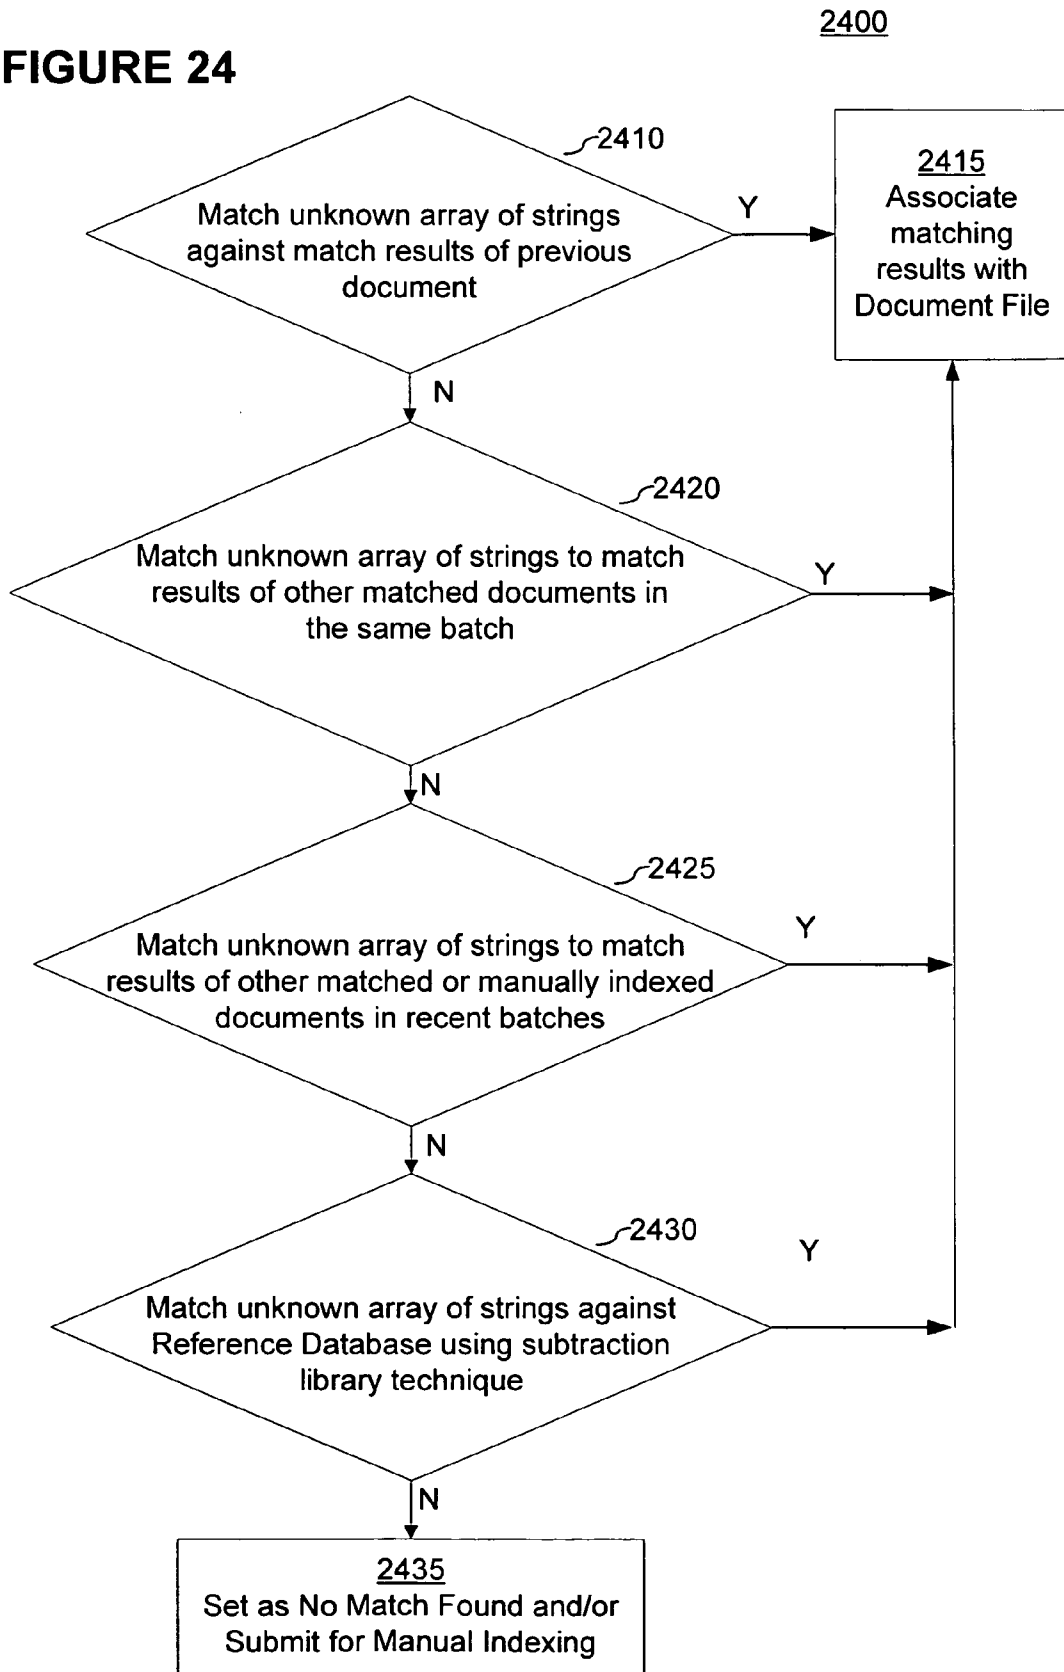 2400
FIGURE 24
2410
Match unknown array of strings
against match results of previous
document
Y
2415
Associate
matching
results with
Document File
N
2420
Match unknown array of strings to match
results of other matched documents in
the same batch
Y
N
2425
Match unknown array of strings to match
results of other matched or manually indexed
documents in recent batches
Y
N
2430
Match unknown array of strings against
Reference Database using subtraction
library technique
Y
N
2435
Set as No Match Found and/or
Submit for Manual Indexing